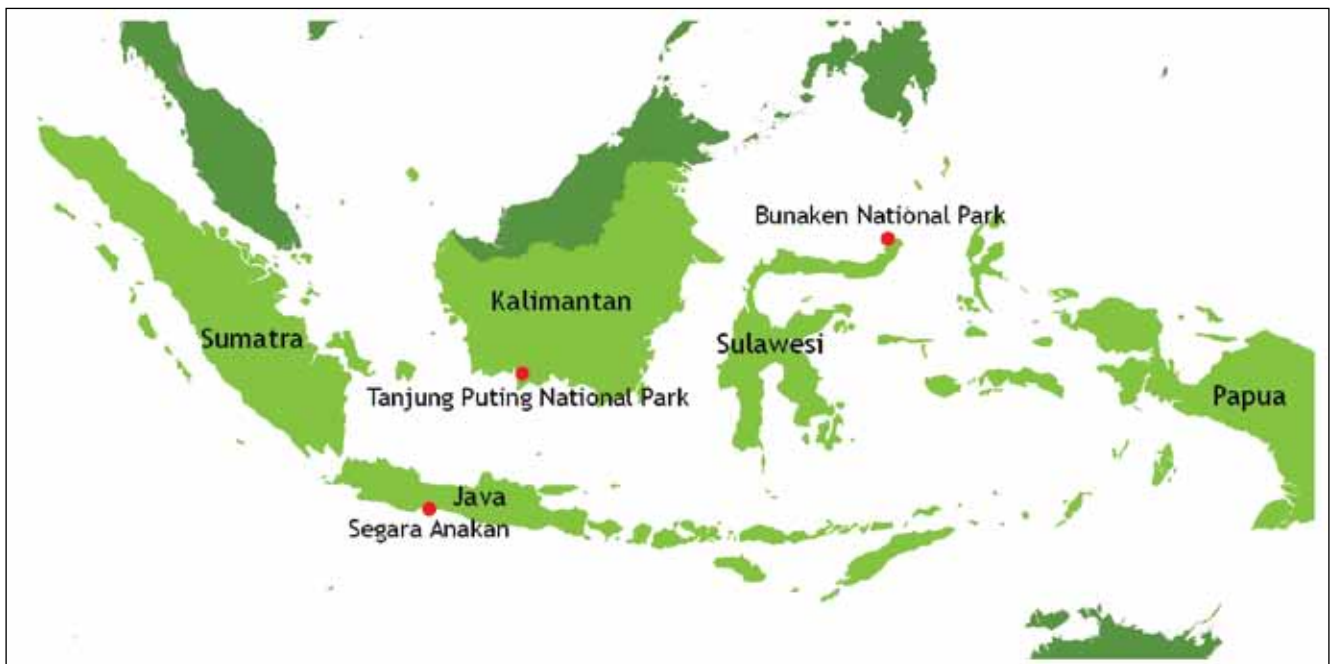 Bunaken National Park
Kalimantan
Sumatra
Sulawesi
Tanjung Puting National Park
Papua
Java
Segara Anakan